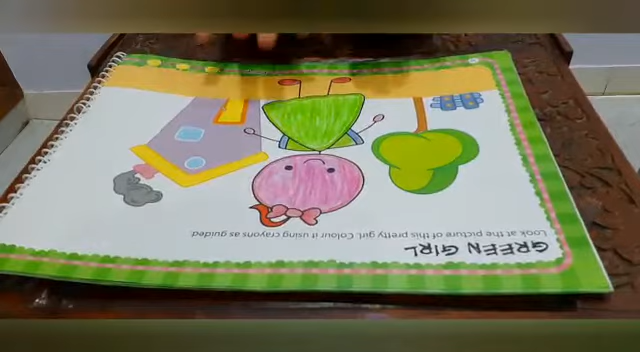 GREEN GIRL
Look at the picture of this pretty girl. Colour it using crayons as guided